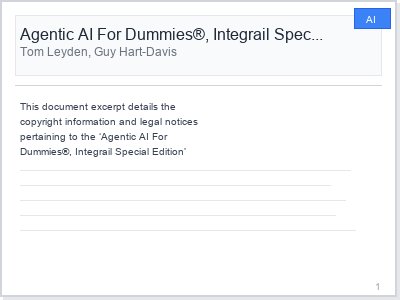 AI
Agentic AI For Dummies®, Integrail Spec...
Tom Leyden, Guy Hart-Davis
This document excerpt details the
copyright information and legal notices
pertaining to the 'Agentic AI For
Dummies®, Integrail Special Edition'
1